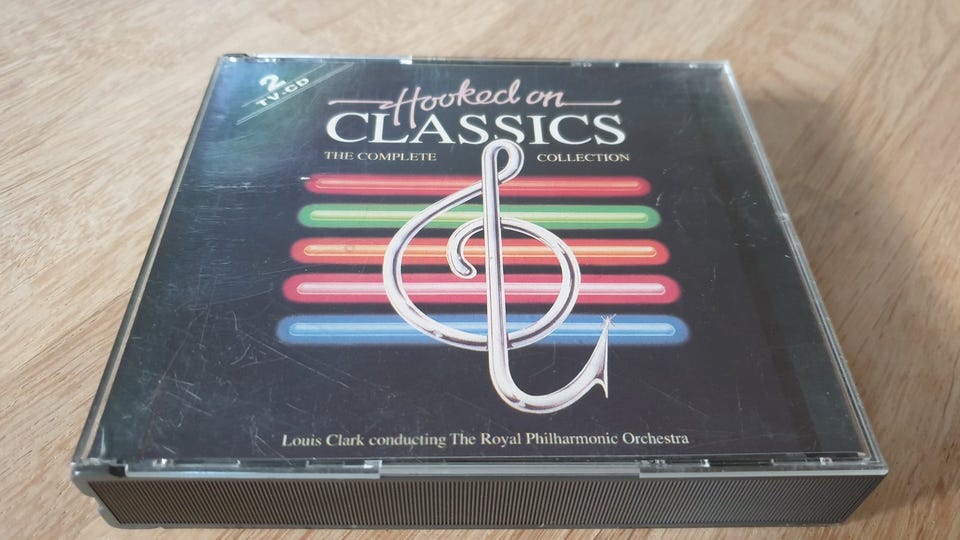 2
TV-CD
Hooked on
CLASSICS
THE COMPLETE COLLECTION
Louis Clark conducting The Royal Philharmonic Orchestra